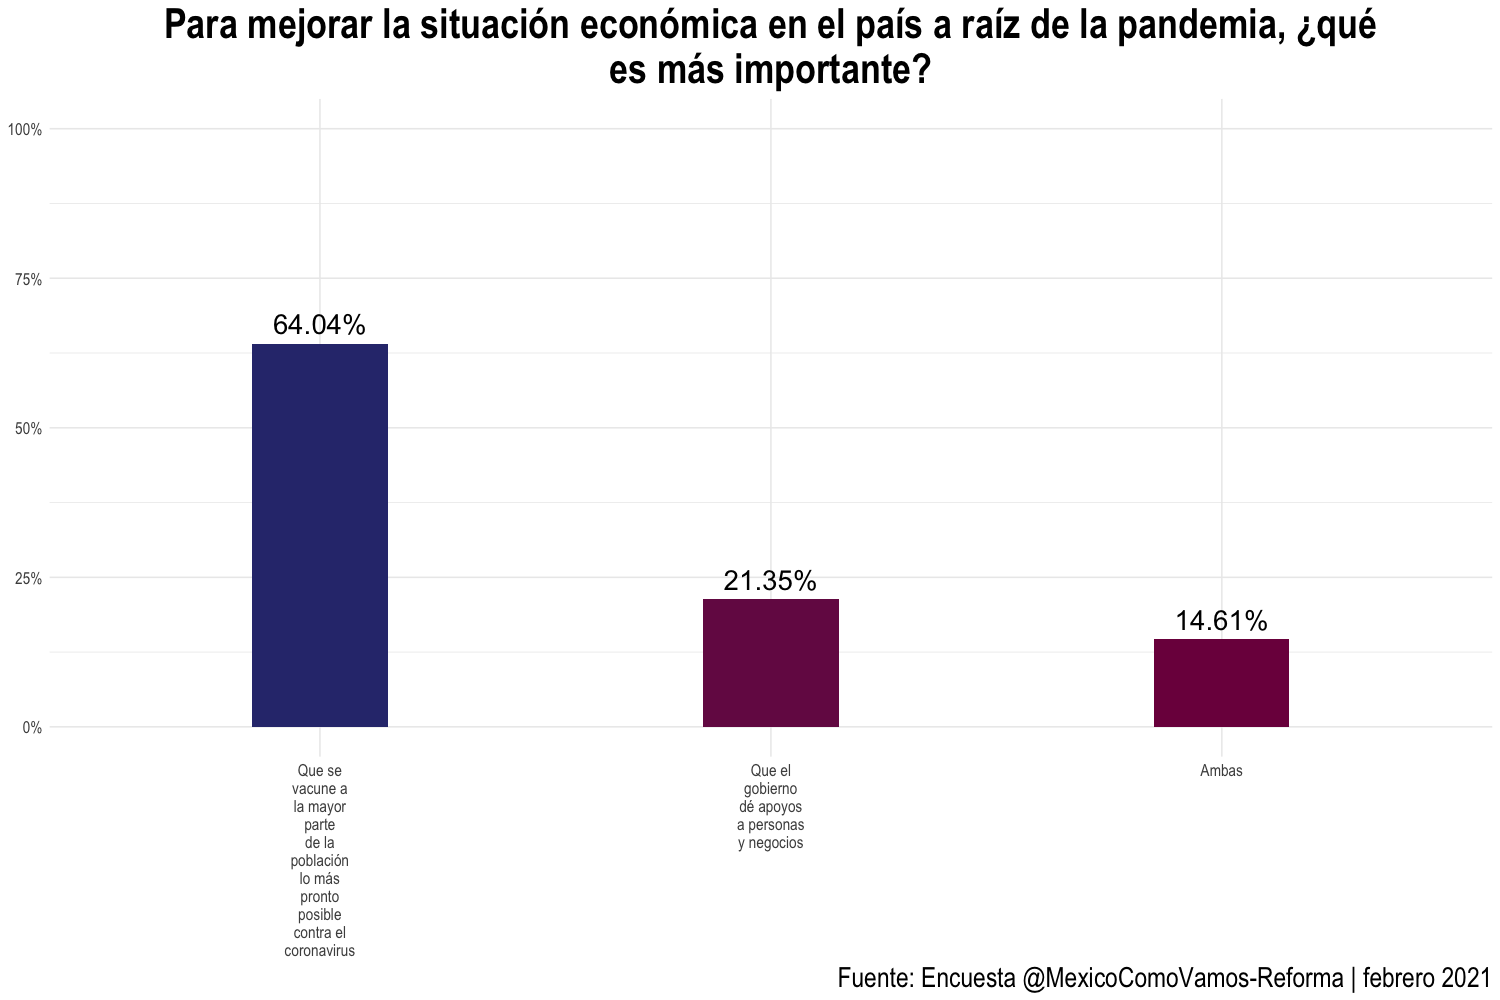 Para mejorar la situación económica en el país a raíz de la pandemia, ¿qué
es más importante?
100%
75%
50%
25%
0%
64.04%
21.35%
14.61%
Que se
vacune a
la mayor
parte
de la
población
lo más
pronto
posible
contra el
coronavirus
Que el
gobierno
dé apoyos
a personas
y negocios
Ambas
Fuente: Encuesta @MexicoComoVamos-Reforma | febrero 2021